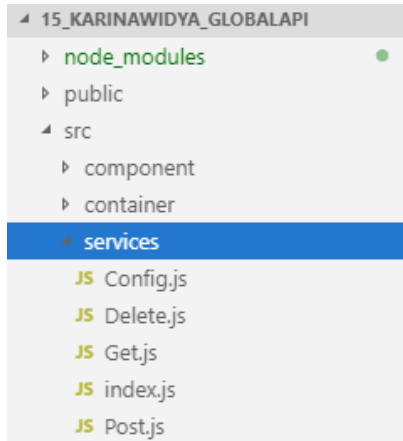 15_KARINAWIDYA_GLOBALAPI
node_modules
public
src
component
container
services
JS Config.js
JS Delete.js
JS Get.js
JS index.js
JS Post.js